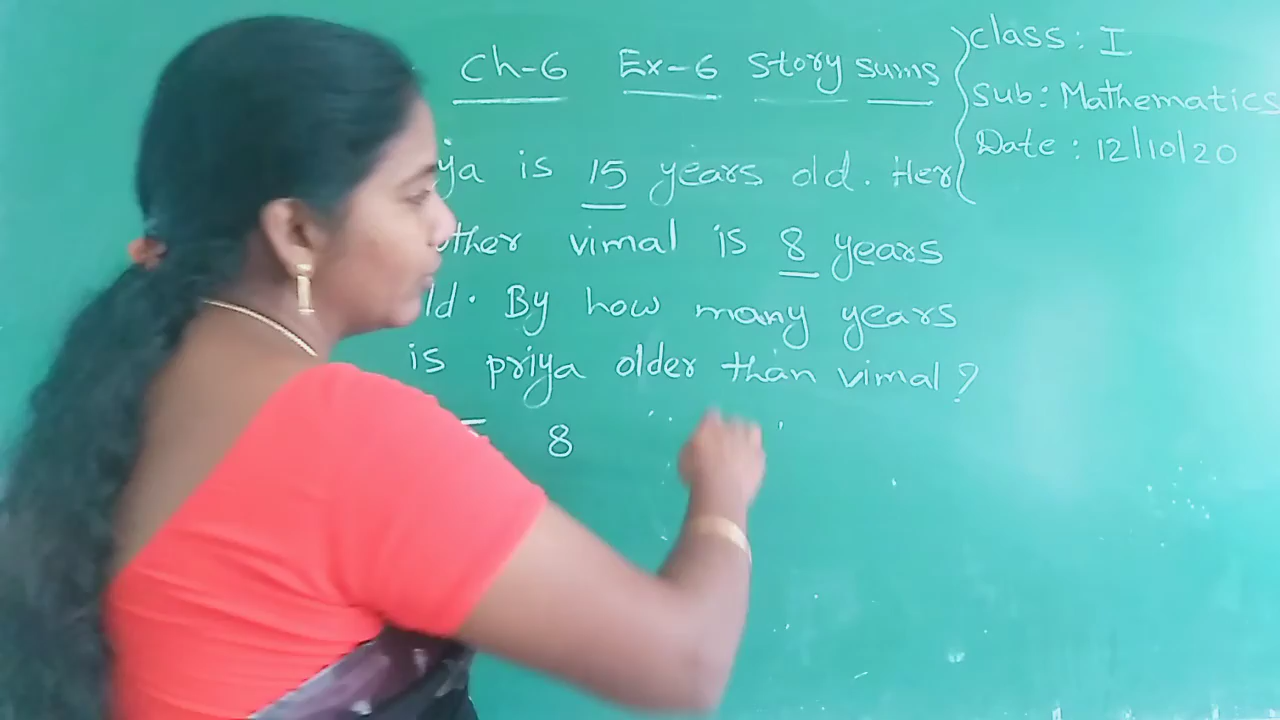 Ch-6 Ex-6 Story sums
Class : I
Sub : Mathematics
Date : 12/10/20
is 15 years old. Her
vimal is 8 years
By how many years
is priya older than vimal ?
8